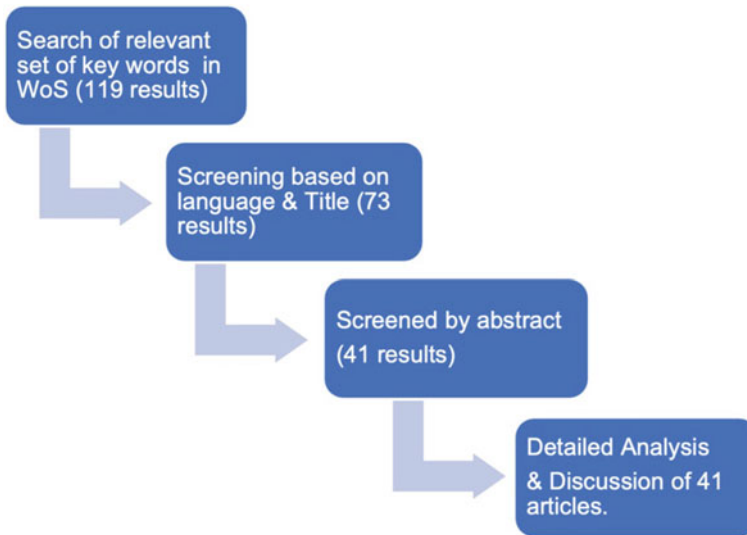 Search of relevant
set of key words in
WoS (119 results)
Screening based on
language & Title (73
results)
Screened by abstract
(41 results)
Detailed Analysis
& Discussion of 41
articles.